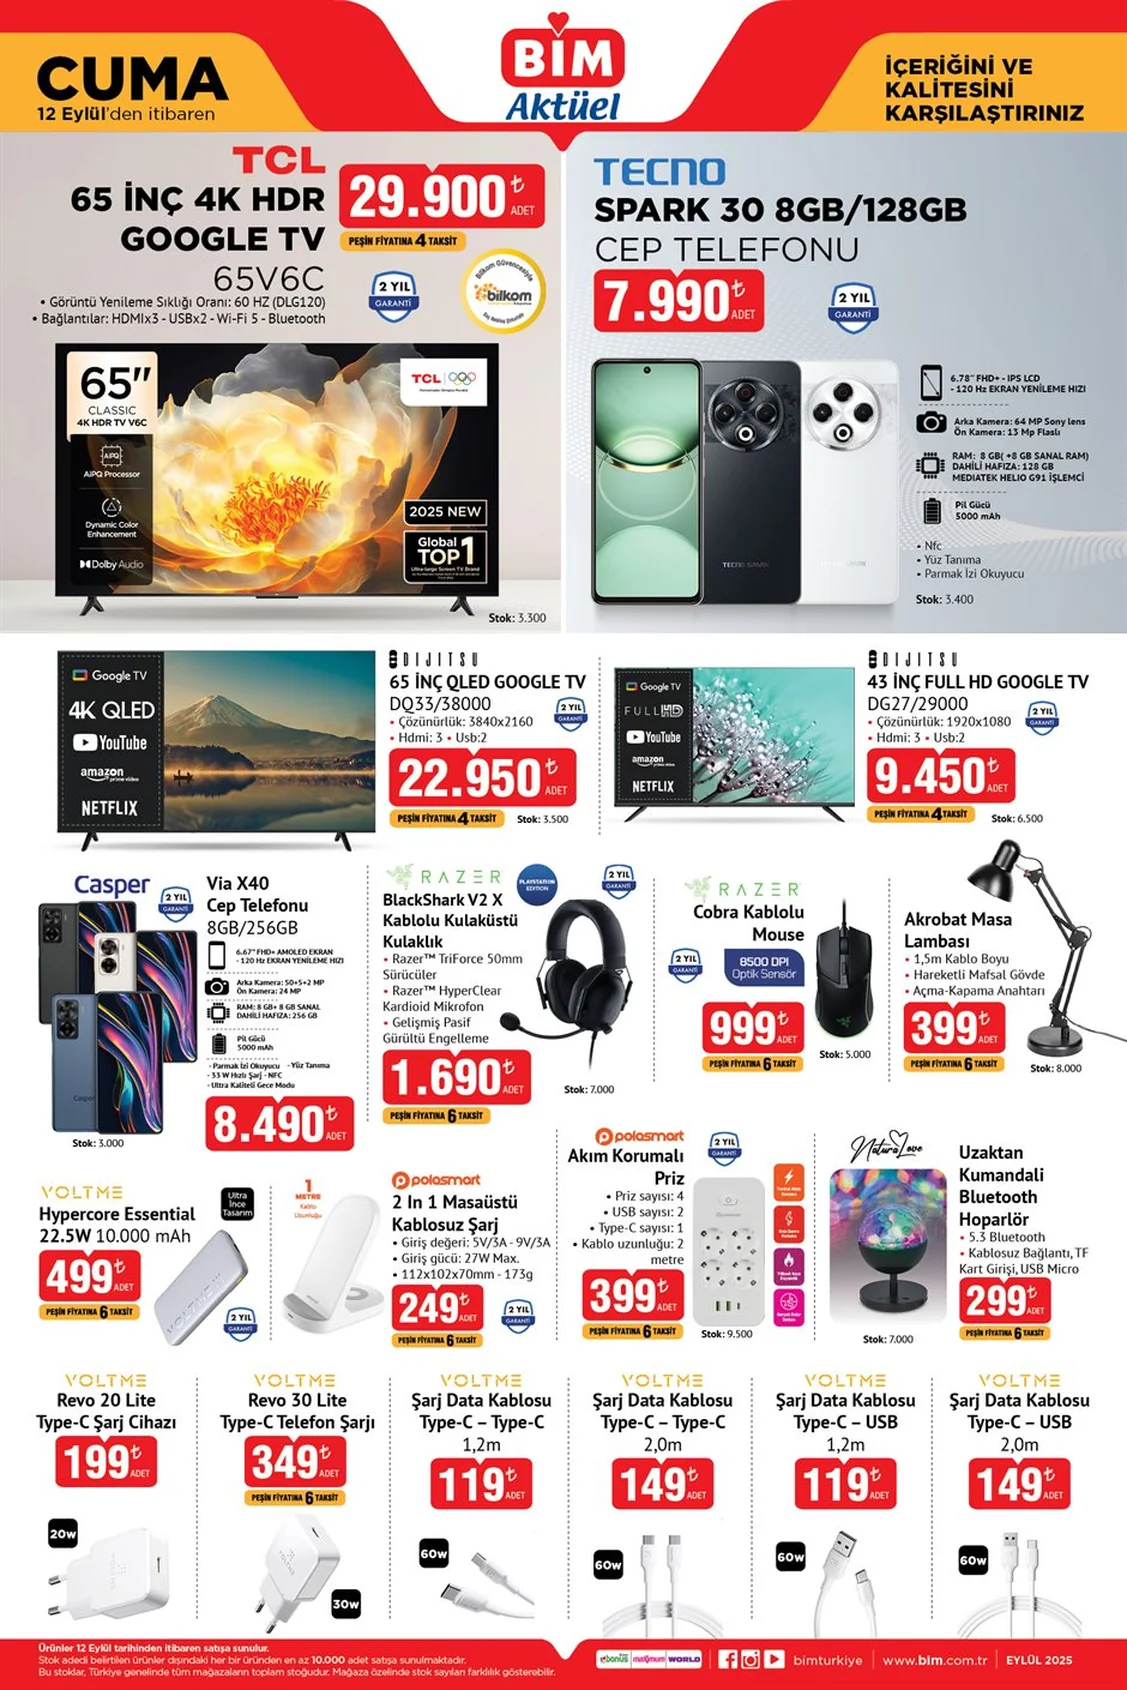 CUMA
12 Eylül'den itibaren
BİM
Aktüel
İÇERİĞİNİ VE
KALİTESİNİ
KARŞILAŞTIRINIZ
TCL
65 İNÇ 4K HDR
GOOGLE TV
65V6C
• Görüntü Yenileme Sıklığı Oranı: 60 HZ (DLG120)
• Bağlantılar: HDMIx3 - USBx2 - Wi-Fi 5 - Bluetooth
29.900₺
ADET
PEŞİN FİYATINA 4 TAKSİT
2 YIL
GARANTİ
Bilkom Güvencesiyle
bilkom
65"
CLASSIC
4K HDR TV V6C
AiPQ
AiPQ Processor
Dynamic Color
Enhancement
Dolby Audio
TCL
2025 NEW
Global
TOP 1
Ultra-large Screen TV Brand
Stok: 3.300
TECNO
SPARK 30 8GB/128GB
CEP TELEFONU
7.990₺
ADET
2 YIL
GARANTİ
TECNO SPARK
6.78" FHD+ - IPS LCD
- 120 Hz EKRAN YENİLEME HIZI
Arka Kamera: 64 MP Sony lens
Ön Kamera: 13 Mp Flaslı
RAM: 8 GB( +8 GB SANAL RAM)
DAHİLİ HAFIZA: 128 GB
MEDIATEK HELIO G91 İŞLEMCİ
Pil Gücü
5000 mAh
• Nfc
• Yüz Tanıma
• Parmak İzi Okuyucu
Stok: 3.400
Google TV
4K QLED
YouTube
amazon
prime video
NETFLIX
DIJITSU
65 İNÇ QLED GOOGLE TV
DQ33/38000
• Çözünürlük: 3840x2160
• Hdmi: 3 • Usb:2
2 YIL
GARANTİ
22.950₺
ADET
PEŞİN FİYATINA 4 TAKSİT
Stok: 3.500
Google TV
FULL HD
YouTube
amazon
prime video
NETFLIX
DIJITSU
43 İNÇ FULL HD GOOGLE TV
DG27/29000
• Çözünürlük: 1920x1080
• Hdmi: 3 • Usb:2
2 YIL
GARANTİ
9.450₺
ADET
PEŞİN FİYATINA 4 TAKSİT
Stok: 6.500
Casper
2 YIL
GARANTİ
Via X40
Cep Telefonu
8GB/256GB
6.67" FHD+ AMOLED EKRAN
- 120 Hz EKRAN YENİLEME HIZI
Arka Kamera: 50+5+2 MP
Ön Kamera: 24 MP
RAM: 8 GB+ 8 GB SANAL
DAHİLİ HAFIZA: 256 GB
Pil Gücü
5000 mAh
- Parmak İzi Okuyucu - Yüz Tanıma
- 33 W Hızlı Şarj - NFC
- Ultra Kaliteli Gece Modu
8.490₺
ADET
Casper
Stok: 3.000
RAZER
PLAYSTATION
EDITION
2 YIL
GARANTİ
BlackShark V2 X
Kablolu Kulaküstü
Kulaklık
• Razer™ TriForce 50mm
Sürücüler
• Razer™ HyperClear
Kardioid Mikrofon
• Gelişmiş Pasif
Gürültü Engelleme
1.690₺
ADET
PEŞİN FİYATINA 6 TAKSİT
Stok: 7.000
RAZER
Cobra Kablolu
Mouse
2 YIL
GARANTİ
8500 DPI
Optik Sensör
999₺
ADET
PEŞİN FİYATINA 6 TAKSİT
Stok: 5.000
Akrobat Masa
Lambası
• 1,5m Kablo Boyu
• Hareketli Mafsal Gövde
• Açma-Kapama Anahtarı
399₺
ADET
PEŞİN FİYATINA 6 TAKSİT
Stok: 8.000
VOLTME
Hypercore Essential
22.5W 10.000 mAh
Ultra
İnce
Tasarım
499₺
ADET
PEŞİN FİYATINA 6 TAKSİT
VOLTME
2 YIL
GARANTİ
1
METRE
Kablo
Uzunluğu
polosmart
2 In 1 Masaüstü
Kablosuz Şarj
• Giriş değeri: 5V/3A - 9V/3A
• Giriş gücü: 27W Max.
• 112x102x70mm - 173g
249₺
ADET
PEŞİN FİYATINA 6 TAKSİT
2 YIL
GARANTİ
polosmart
2 YIL
GARANTİ
Akım Korumalı
Priz
• Priz sayısı: 4
• USB sayısı: 2
• Type-C sayısı: 1
• Kablo uzunluğu: 2
metre
399₺
ADET
PEŞİN FİYATINA 6 TAKSİT
Stok: 9.500
Natura Love
Uzaktan
Kumandali
Bluetooth
Hoparlör
• 5.3 Bluetooth
• Kablosuz Bağlantı, TF
Kart Girişi, USB Micro
299₺
ADET
PEŞİN FİYATINA 6 TAKSİT
Stok: 7.000
VOLTME
Revo 20 Lite
Type-C Şarj Cihazı
199₺
ADET
20w
VOLTME
Revo 30 Lite
Type-C Telefon Şarjı
349₺
ADET
PEŞİN FİYATINA 6 TAKSİT
30w
VOLTME
Şarj Data Kablosu
Type-C – Type-C
1,2m
119₺
ADET
60w
VOLTME
Şarj Data Kablosu
Type-C – Type-C
2,0m
149₺
ADET
60w
VOLTME
Şarj Data Kablosu
Type-C – USB
1,2m
119₺
ADET
60w
VOLTME
Şarj Data Kablosu
Type-C – USB
2,0m
149₺
ADET
60w
Ürünler 12 Eylül tarihinden itibaren satışa sunulur.
Stok adedi belirtilen ürünler dışındaki her bir üründen en az 10.000 adet satışa sunulmaktadır.
Bu stoklar, Türkiye genelinde tüm mağazaların toplam stoğudur. Mağaza özelinde stok sayıları farklılık gösterebilir.
bonus
maximum
WORLD
bimturkiye
www.bim.com.tr
EYLÜL 2025